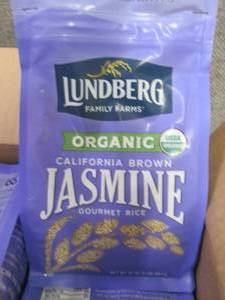 LUNDBERG
FAMILY FARMS
ORGANIC
USDA
ORGANIC
CALIFORNIA BROWN
JASMINE
GOURMET RICE